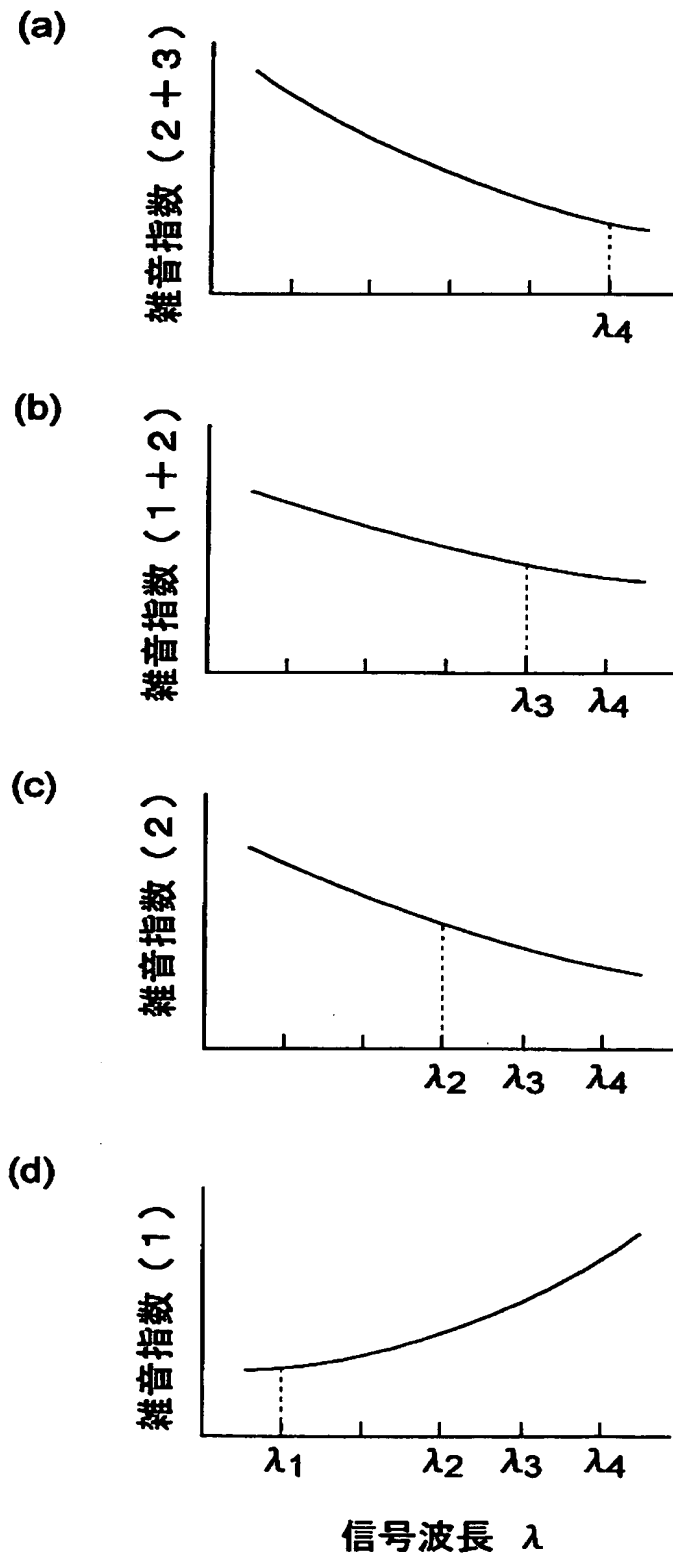 (a)
雑音指数（2＋3）
λ4
(b)
雑音指数（1＋2）
λ3 λ4
(c)
雑音指数（2）
λ2 λ3 λ4
(d)
雑音指数（1）
λ1 λ2 λ3 λ4
信号波長 λ